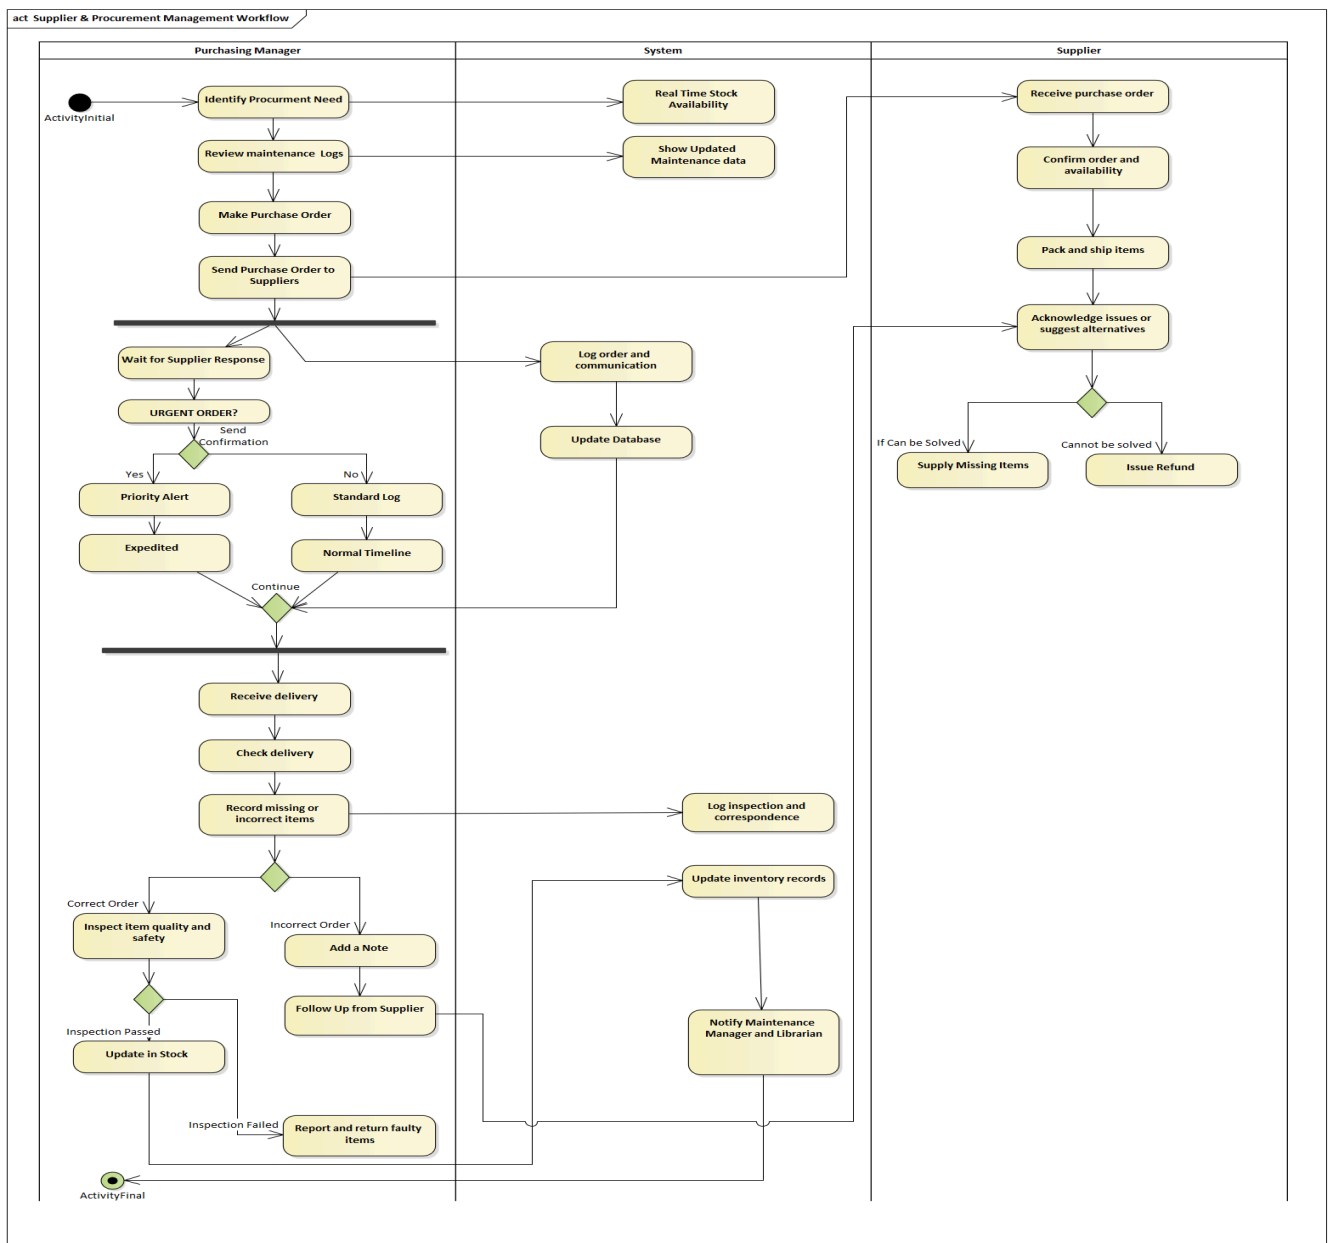 act Supplier & Procurement Management Workflow
Purchasing Manager
System
Supplier
ActivityInitial
Identify Procurment Need
Real Time Stock
Availability
Receive purchase order
Review maintenance Logs
Show Updated
Maintenance data
Confirm order and
availability
Make Purchase Order
Pack and ship items
Send Purchase Order to
Suppliers
Acknowledge issues or
suggest alternatives
Wait for Supplier Response
Log order and
communication
URGENT ORDER?
Send
Confirmation
Update Database
If Can be Solved
Cannot be solved
Supply Missing Items
Issue Refund
Yes
No
Priority Alert
Standard Log
Expedited
Normal Timeline
Continue
Receive delivery
Check delivery
Record missing or
incorrect items
Log inspection and
correspondence
Update inventory records
Correct Order
Incorrect Order
Inspect item quality and
safety
Add a Note
Follow Up from Supplier
Notify Maintenance
Manager and Librarian
Inspection Passed
Update in Stock
Inspection Failed
Report and return faulty
items
ActivityFinal